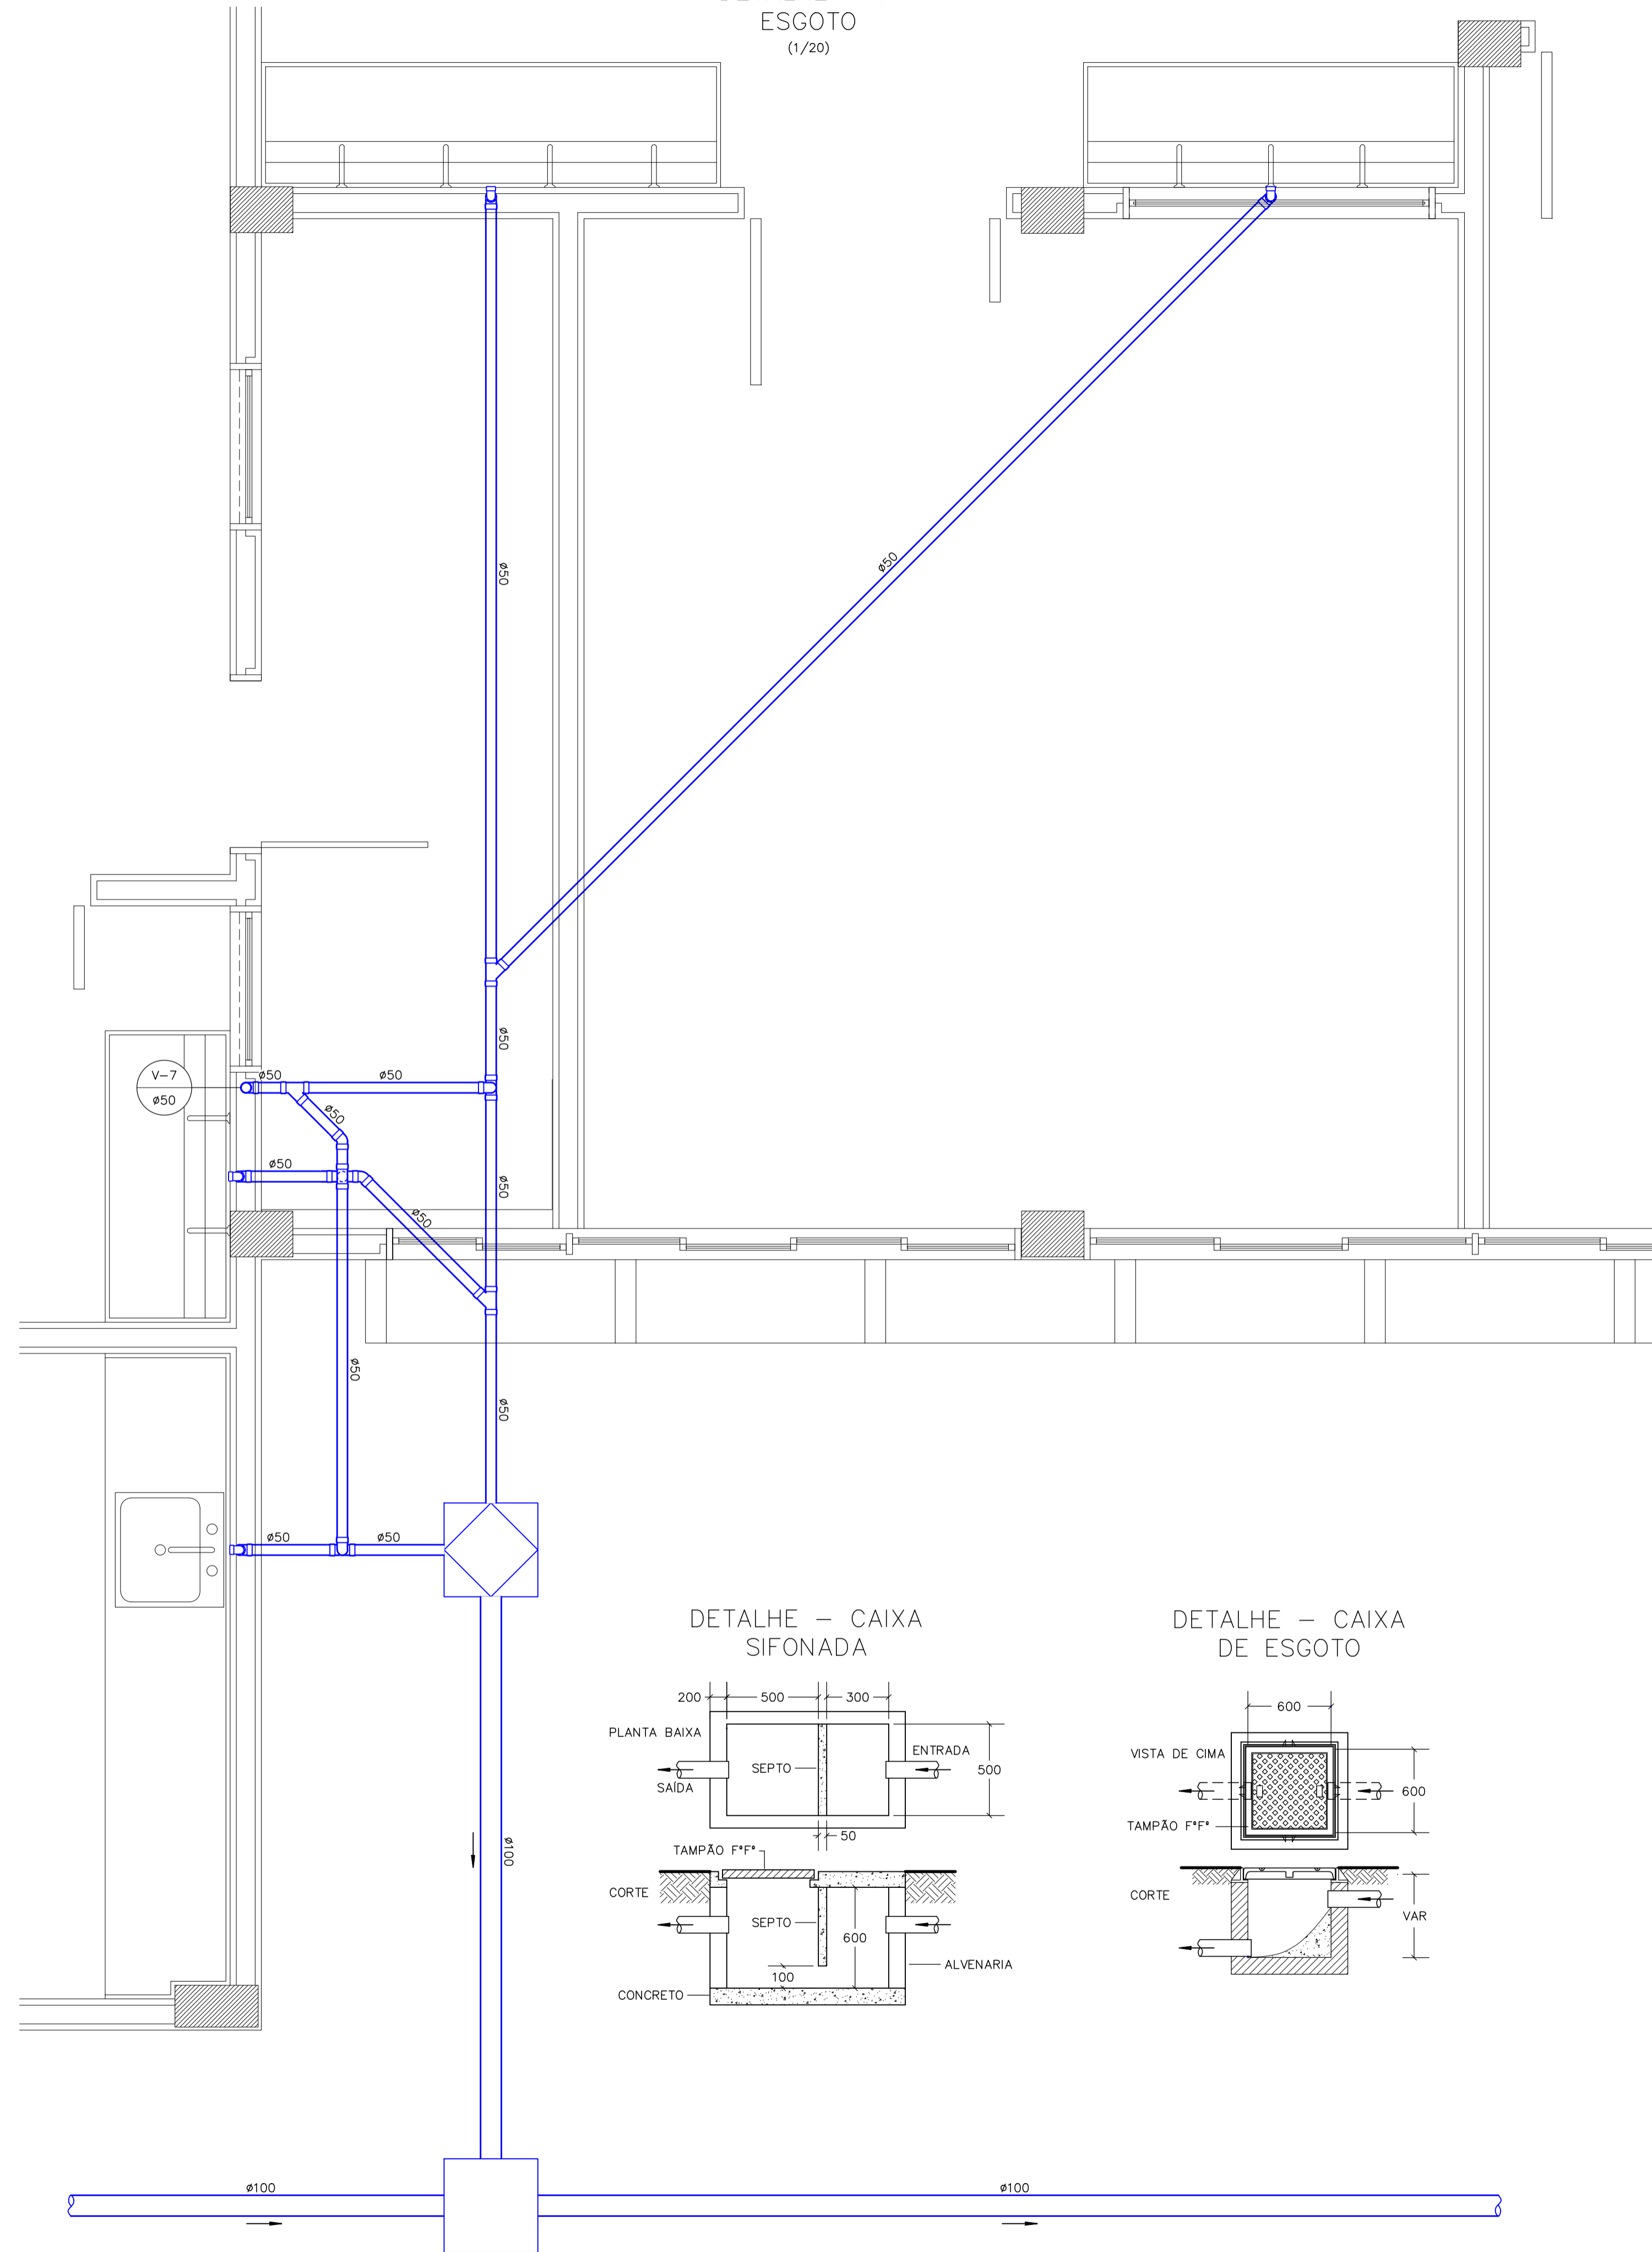 ESGOTO
(1/20)
ø50
ø50
ø50
V-7
ø50
ø50
ø50
ø50
ø50
ø50
ø50
ø50
ø50
ø50
ø50
DETALHE - CAIXA
SIFONADA
200
500
300
PLANTA BAIXA
ENTRADA
SEPTO
500
SAÍDA
50
TAMPÃO FºFº
CORTE
SEPTO
600
100
ALVENARIA
CONCRETO
DETALHE - CAIXA
DE ESGOTO
600
VISTA DE CIMA
600
TAMPÃO FºFº
CORTE
VAR
ø100
ø100
ø100